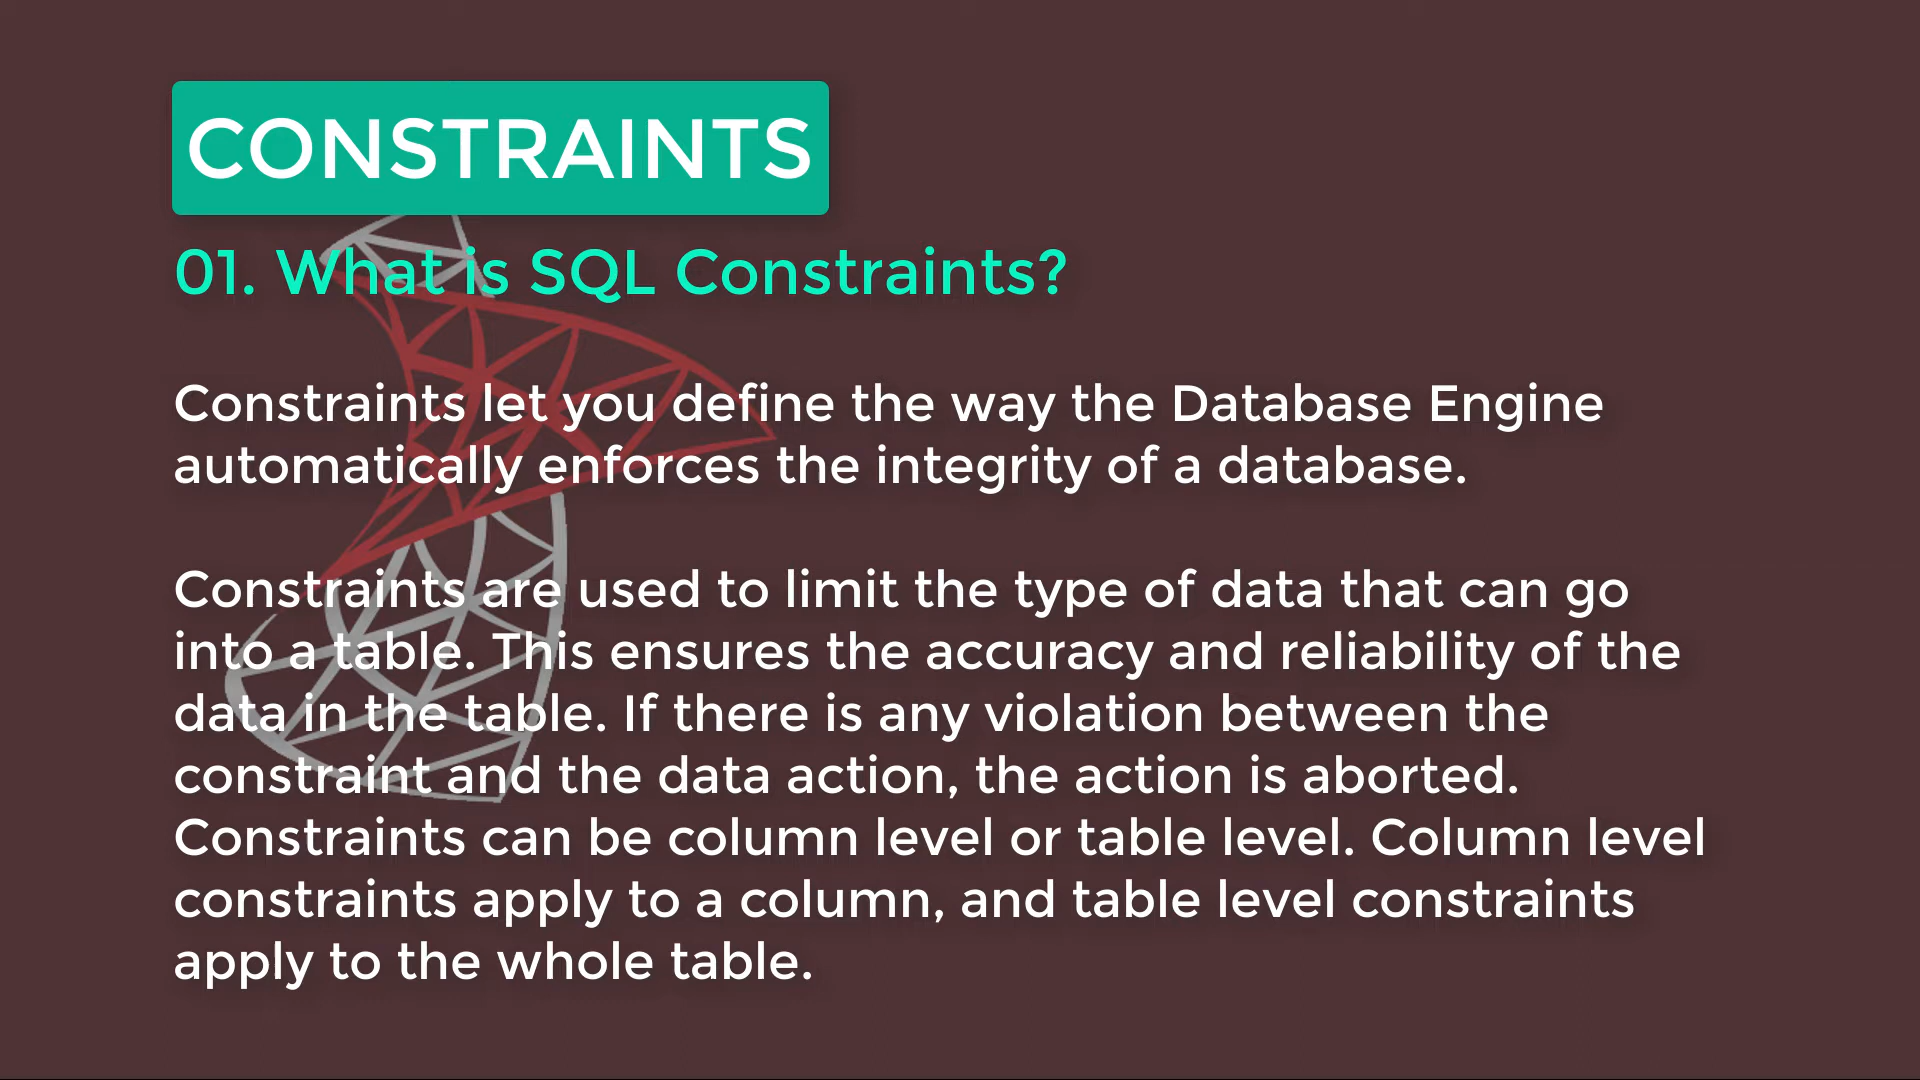 CONSTRAINTS
01. What is SQL Constraints?
Constraints let you define the way the Database Engine
automatically enforces the integrity of a database.
Constraints are used to limit the type of data that can go
into a table. This ensures the accuracy and reliability of the
data in the table. If there is any violation between the
constraint and the data action, the action is aborted.
Constraints can be column level or table level. Column level
constraints apply to a column, and table level constraints
apply to the whole table.